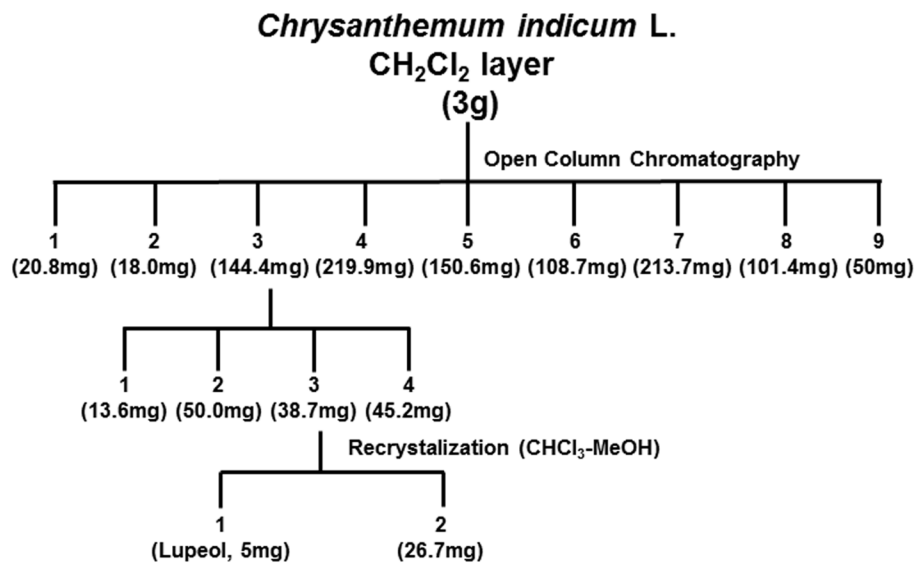 Chrysanthemum indicum L.
CH₂Cl₂ layer
(3g)
Open Column Chromatography
1 2 3 4 5 6 7 8 9
(20.8mg) (18.0mg) (144.4mg) (219.9mg) (150.6mg) (108.7mg) (213.7mg) (101.4mg) (50mg)
1 2 3 4
(13.6mg) (50.0mg) (38.7mg) (45.2mg)
Recrystalization (CHCl₃-MeOH)
1 2
(Lupeol, 5mg) (26.7mg)